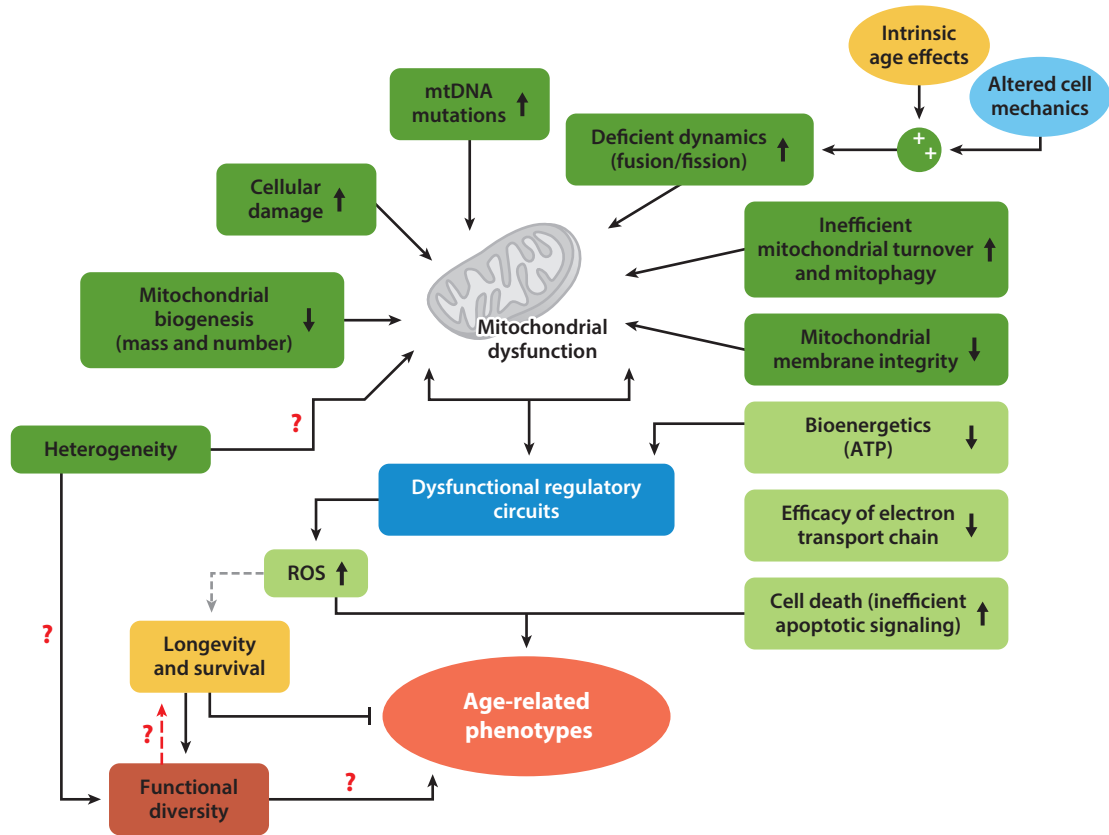 Intrinsic
age effects
Altered cell
mechanics
mtDNA
mutations
Deficient dynamics
(fusion/fission)
+
+
Cellular
damage
Inefficient
mitochondrial turnover
and mitophagy
Mitochondrial
biogenesis
(mass and number)
Mitochondrial
dysfunction
Mitochondrial
membrane integrity
?
Heterogeneity
Bioenergetics
(ATP)
Dysfunctional regulatory
circuits
Efficacy of electron
transport chain
ROS
Cell death (inefficient
apoptotic signaling)
?
Longevity
and survival
Age-related
phenotypes
?
?
Functional
diversity